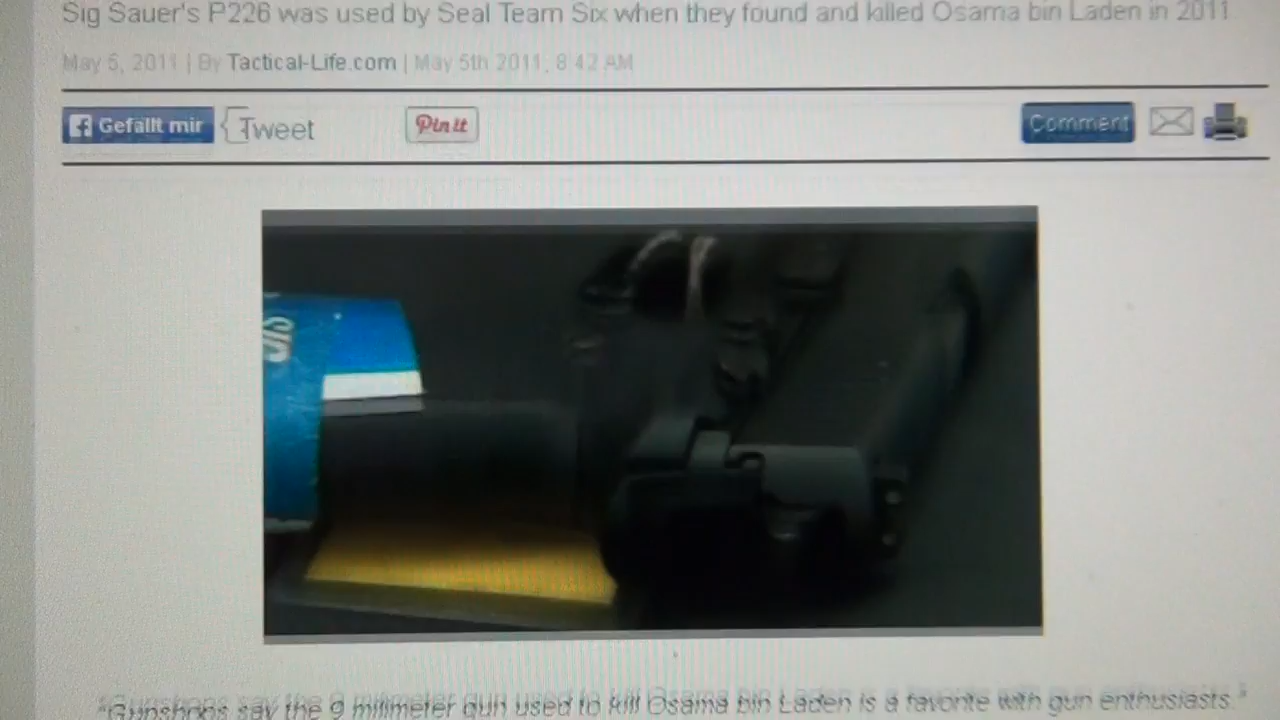 Sig Sauer's P226 was used by Seal Team Six when they found and killed Osama bin Laden in 2011
May 5, 2011 | By Tactical-Life.com | May 5th 2011, 8:42 AM
Gefällt mir Tweet Pin it Comment
"Gunshops say the 9 milimeter gun used to kill Osama bin Laden is a favorite with gun enthusiasts."